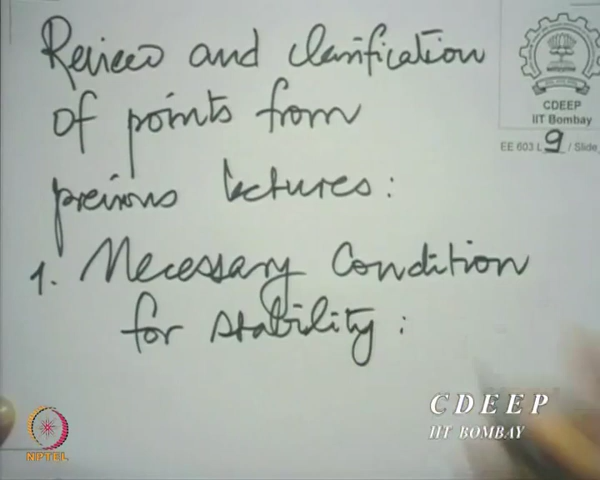 Review and clarification
of points from
previous lectures:
1. Necessary Condition
for stability:
CDEEP
IIT Bombay
EE 603 L 9 / Slide
CDEEP
IIT BOMBAY
NPTEL